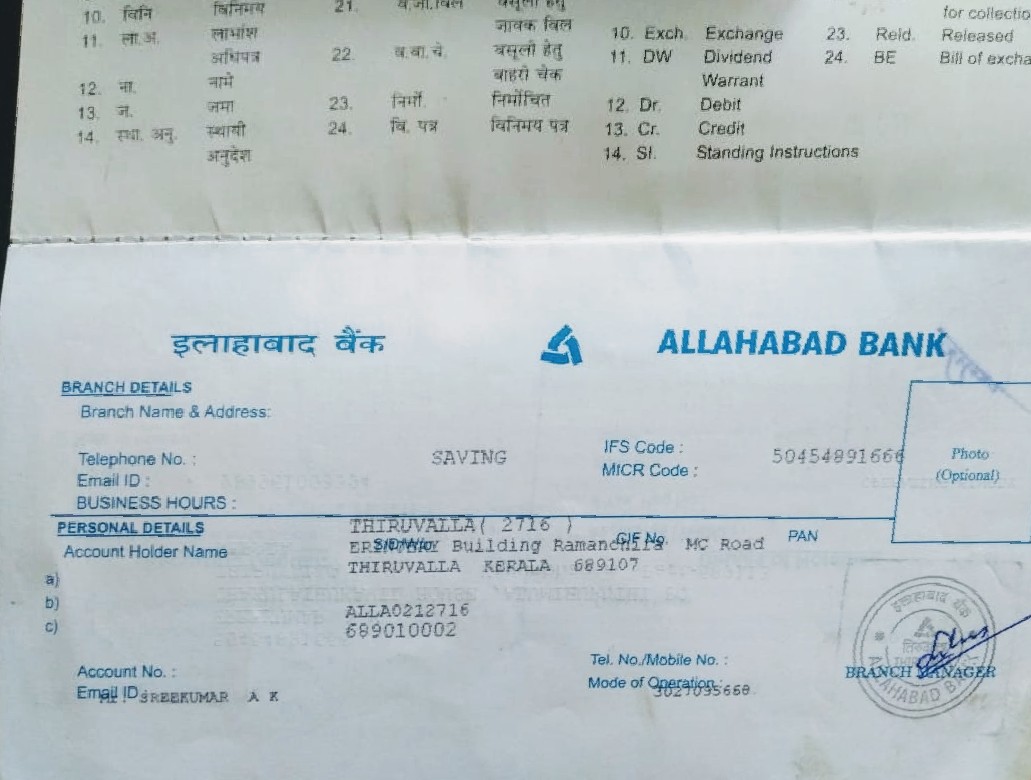 10. विनि विनिमय 21. व.जा.बिल वसूली हेतु for collectio
जावक बिल 10. Exch. Exchange 23. Reld. Released
11. ला.अ. लाभांश 22. व.बा.चे. वसूली हेतु 11. DW Dividend 24. BE Bill of excha
अधिपत्र बाहरी चेक Warrant
12. ना. नामे 23. निर्मो. निर्मोचित 12. Dr. Debit
13. ज. जमा 24. वि. पत्र विनिमय पत्र 13. Cr. Credit
14. स्था. अनु. स्थायी 14. SI. Standing Instructions
अनुदेश
इलाहाबाद बैंक ALLAHABAD BANK
BRANCH DETAILS
Branch Name & Address:
Telephone No. : SAVING IFS Code : 50454891666 Photo
Email ID : MICR Code : (Optional)
BUSINESS HOURS :
PERSONAL DETAILS THIRUVALLA( 2716 )
Account Holder Name S/D/W/o Building Ramanchira MC Road CIF No. PAN
THIRUVALLA KERALA 689107
a)
b) ALLA0212716
c) 689010002
इलाहाबाद बैंक
Account No. : Tel. No./Mobile No. : BRANCH MANAGER
Email ID : Mr. SREEKUMAR A K Mode of Operation : 3027095668.
ALLAHABAD BANK